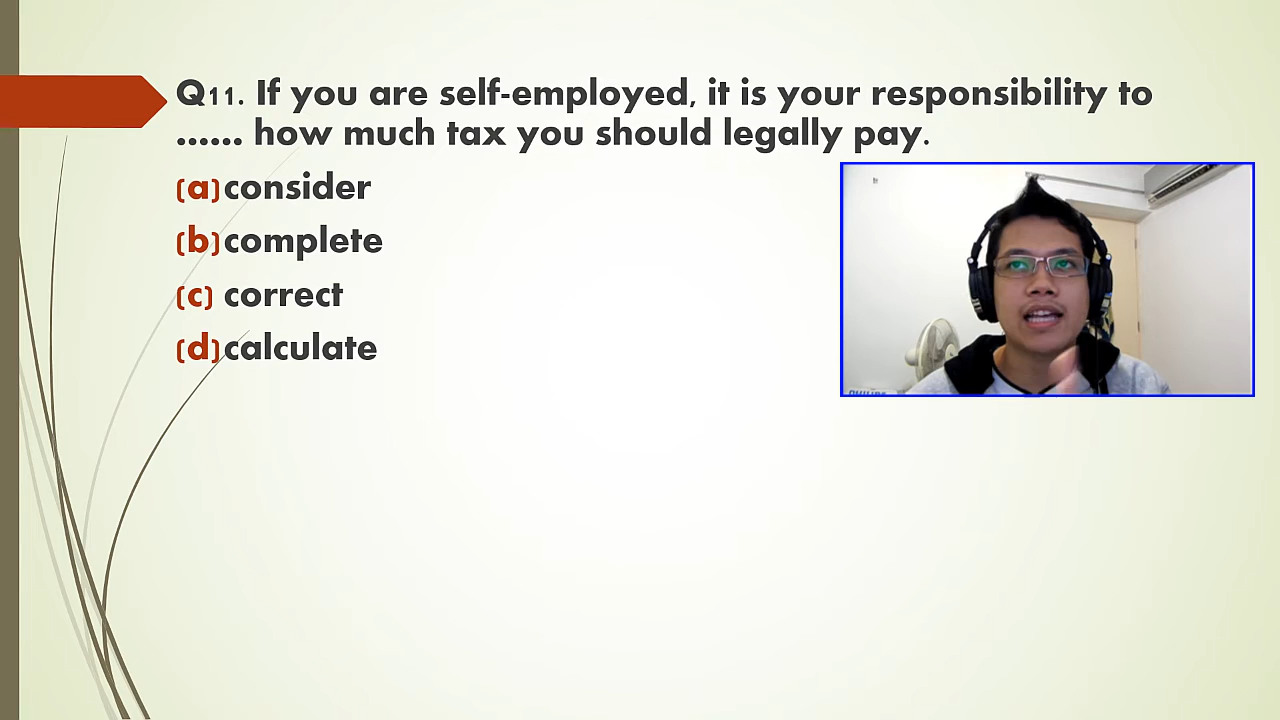 Q11. If you are self-employed, it is your responsibility to
...... how much tax you should legally pay.
(a)consider
(b)complete
(c) correct
(d)calculate